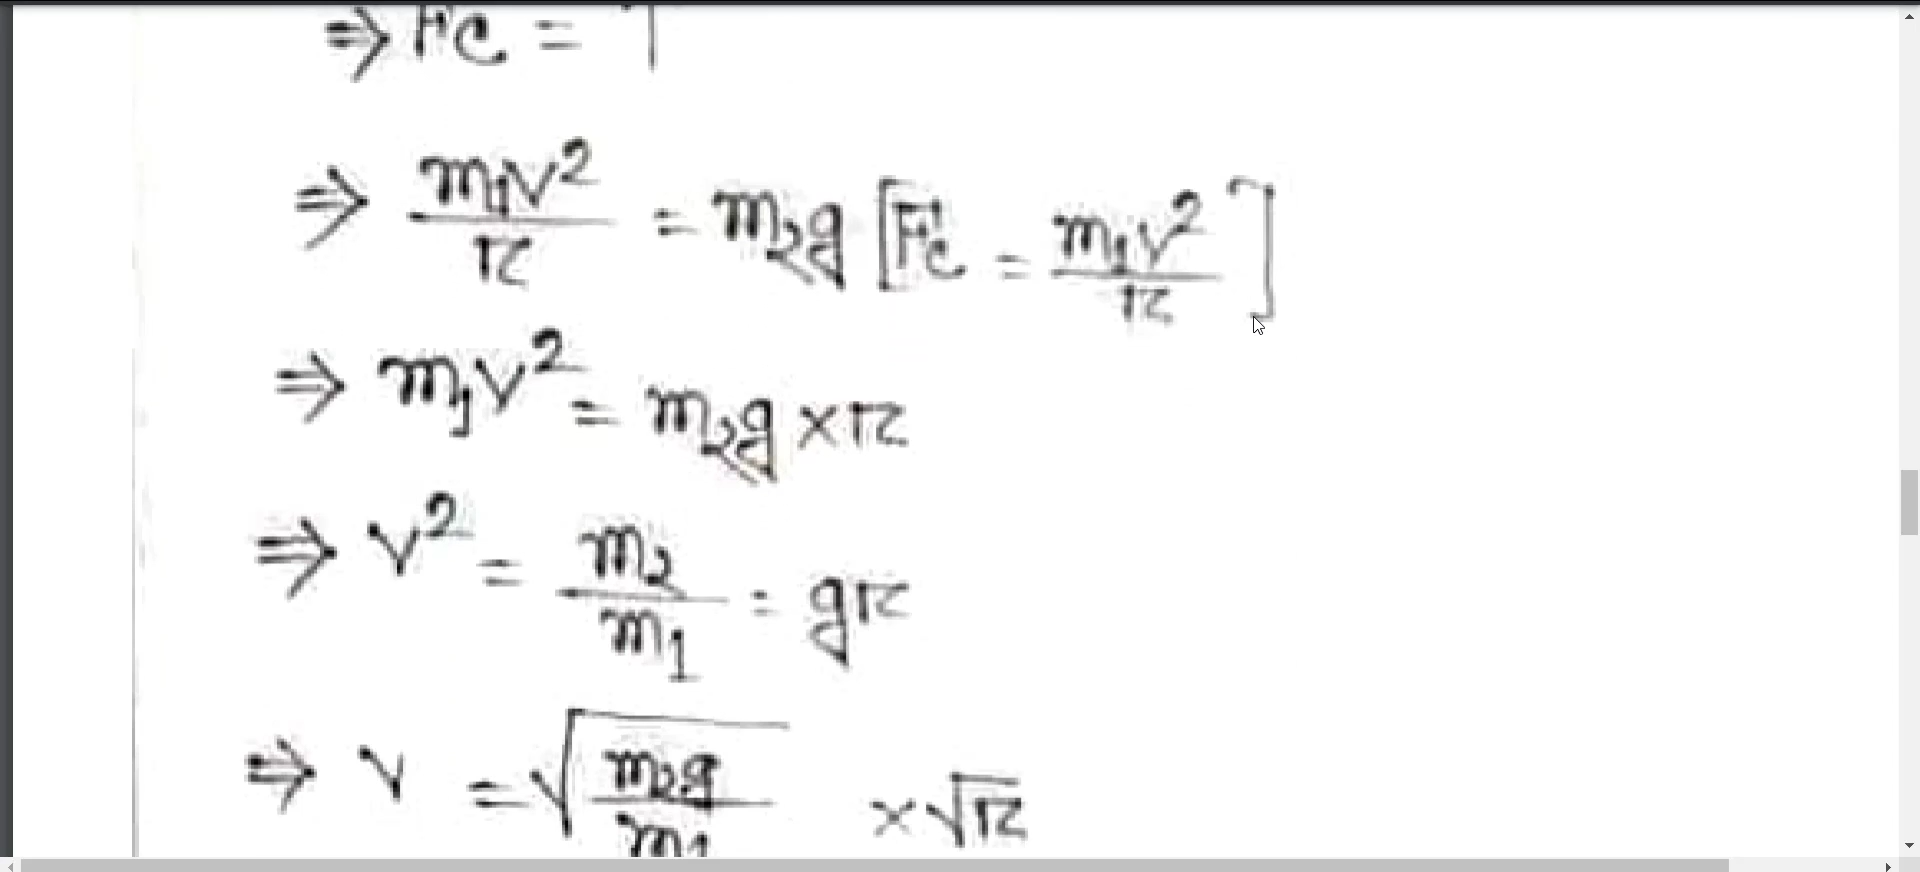 ⇒ Fc = T
⇒ m₁v²/r = m₂g [Fc = m₁v²/r]
⇒ m₁v² = m₂g × r
⇒ v² = m₂/m₁ = gr
⇒ v = √(m₂g/m₁) × √r